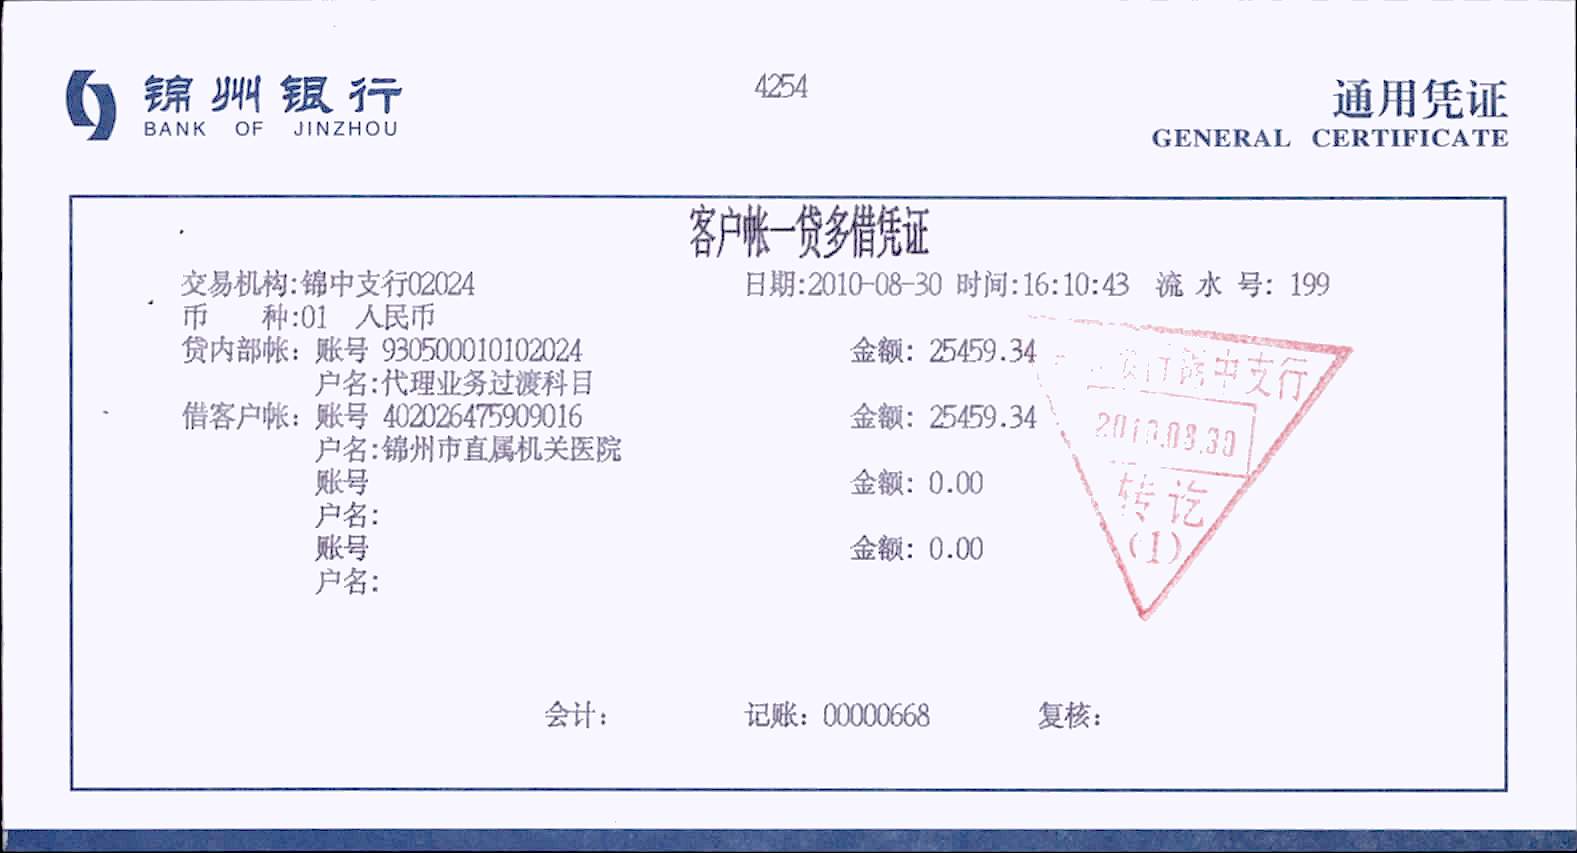 锦州银行
BANK OF JINZHOU
4254
通用凭证
GENERAL CERTIFICATE
客户帐一贷多借凭证
交易机构:锦中支行02024 日期:2010-08-30 时间:16:10:43 流 水 号: 199
币 种:01 人民币
贷内部帐: 账号 930500010102024 金额: 25459.34
户名:代理业务过渡科目
借客户帐: 账号 402026475909016 金额: 25459.34
户名:锦州市直属机关医院
账号 金额: 0.00
户名:
账号 金额: 0.00
户名:
锦中支行
2010.08.30
转讫
(1)
会计: 记账: 00000668 复核: